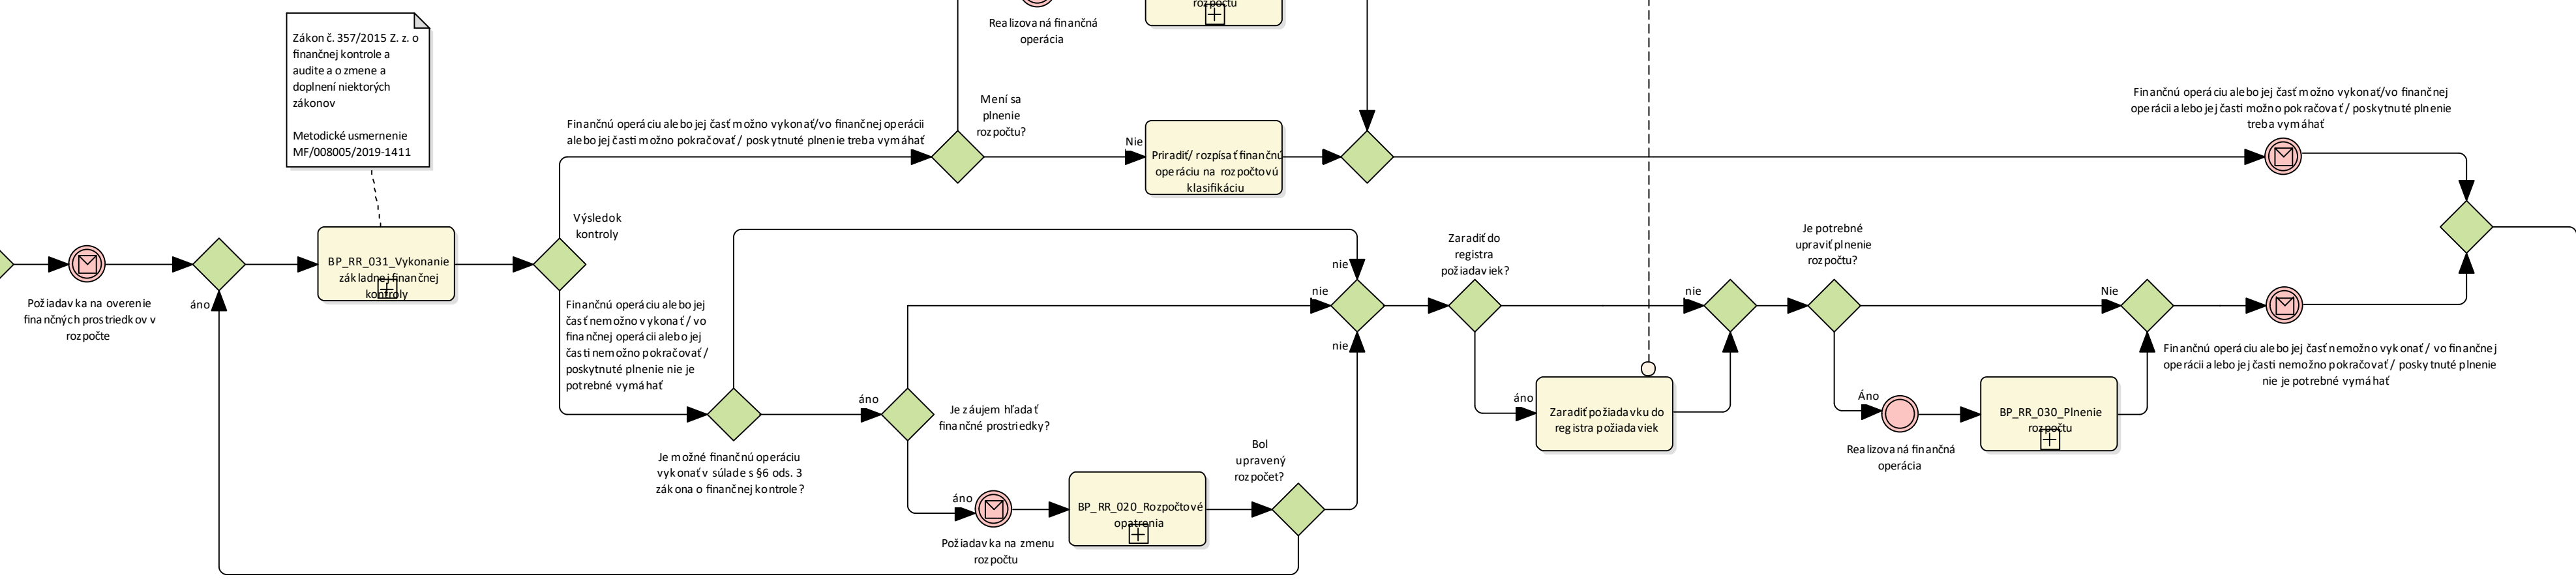 Zákon č. 357/2015 Z. z. o
finančnej kontrole a
audite a o zmene a
doplnení niektorých
zákonov
Metodické usmernenie
MF/008005/2019-1411
Realizovaná finančná
operácia
rozpočtu
Mení sa
plnenie
rozpočtu?
Finančnú operáciu alebo jej časť možno vykonať/vo finančnej operácii
alebo jej časti možno pokračovať / poskytnuté plnenie treba vymáhať
Nie
Priradiť/ rozpísať finančnú
operáciu na rozpočtovú
klasifikáciu
Finančnú operáciu alebo jej časť možno vykonať/vo finančnej
operácii alebo jej časti možno pokračovať / poskytnuté plnenie
treba vymáhať
Požiadavka na overenie
finančných prostriedkov v
rozpočte
áno
BP_RR_031_Vykonanie
základnej finančnej
kontroly
Výsledok
kontroly
Finančnú operáciu alebo jej
časť nemožno vykonať / vo
finančnej operácii alebo jej
časti nemožno pokračovať /
poskytnuté plnenie nie je
potrebné vymáhať
Je možné finančnú operáciu
vykonať v súlade s §6 ods. 3
zákona o finančnej kontrole?
áno
Je záujem hľadať
finančné prostriedky?
áno
Požiadavka na zmenu
rozpočtu
BP_RR_020_Rozpočtové
opatrenia
Bol
upravený
rozpočet?
nie
nie
nie
Zaradiť do
registra
požiadaviek?
áno
Zaradiť požiadavku do
registra požiadaviek
nie
Je potrebné
upraviť plnenie
rozpočtu?
Áno
Realizovaná finančná
operácia
BP_RR_030_Plnenie
rozpočtu
Nie
Finančnú operáciu alebo jej časť nemožno vykonať / vo finančnej
operácii alebo jej časti nemožno pokračovať / poskytnuté plnenie
nie je potrebné vymáhať